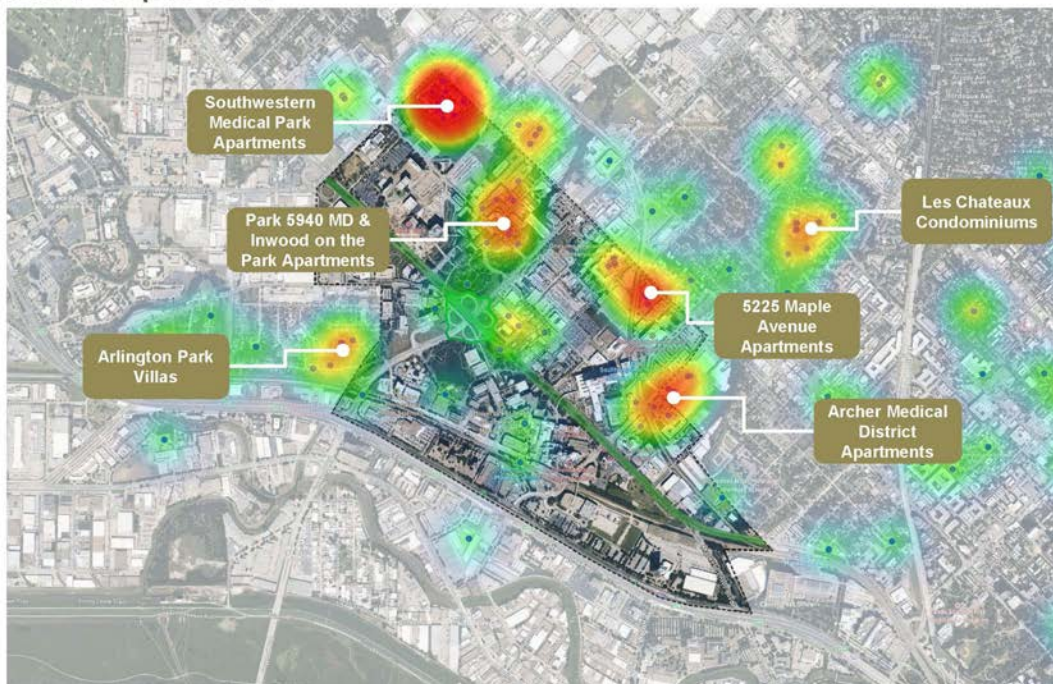 Southwestern
Medical Park
Apartments
Park 5940 MD &
Inwood on the
Park Apartments
Les Chateaux
Condominiums
5225 Maple
Avenue
Apartments
Arlington Park
Villas
Archer Medical
District
Apartments